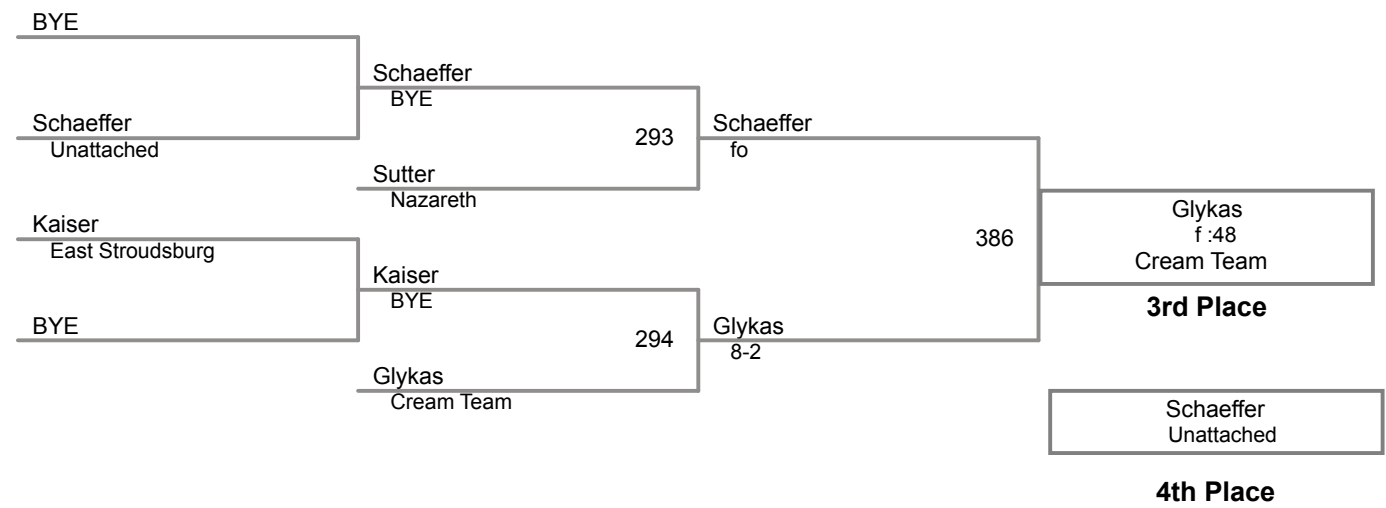 BYE
Schaeffer
BYE
Schaeffer
Unattached
293
Schaeffer
fo
Sutter
Nazareth
Kaiser
East Stroudsburg
386
Glykas
f :48
Cream Team
3rd Place
Kaiser
BYE
BYE
294
Glykas
8-2
Glykas
Cream Team
Schaeffer
Unattached
4th Place